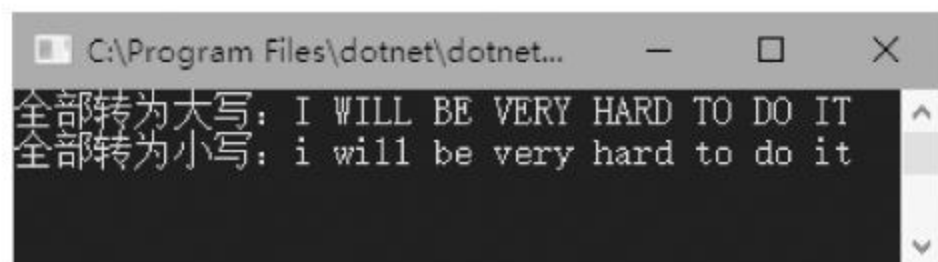 C:\Program Files\dotnet\dotnet...
全部转为大写：I WILL BE VERY HARD TO DO IT
全部转为小写：i will be very hard to do it